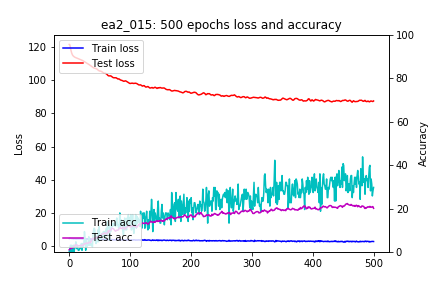 ea2_015: 500 epochs loss and accuracy
Train loss
Test loss
Train acc
Test acc
Loss
Accuracy
120
100
80
60
40
20
0
100
80
60
40
20
0
0
100
200
300
400
500